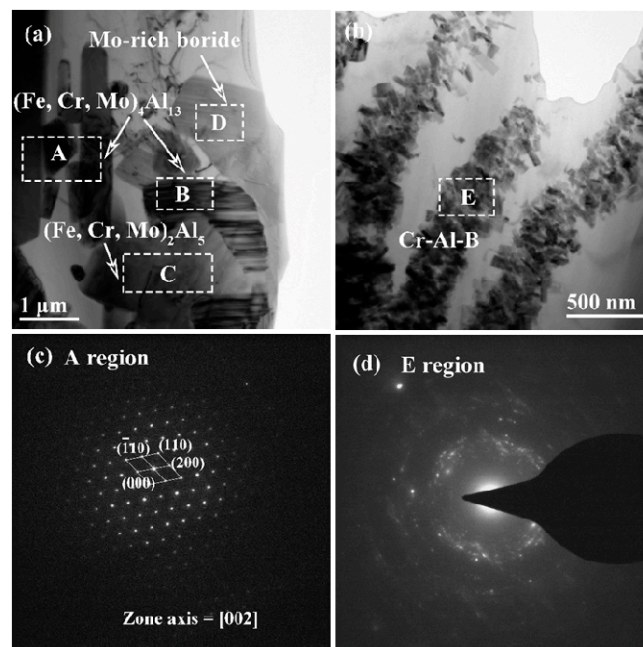 (a)
Mo-rich boride
(Fe, Cr, Mo)₄Al₁₃
D
A
B
(Fe, Cr, Mo)₂Al₅
C
1 μm
(b)
E
Cr-Al-B
500 nm
(c) A region
(1̅10)
(110)
(200)
(000)
Zone axis = [002]
(d) E region